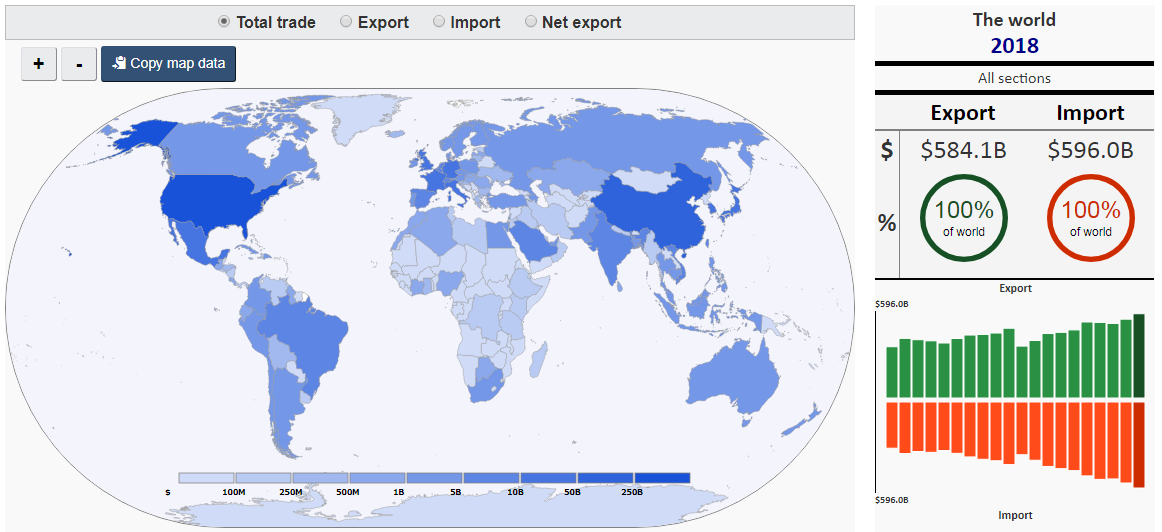 Total trade Export Import Net export
+ - Copy map data
$ 100M 250M 500M 1B 5B 10B 50B 250B
The world
2018
All sections
Export Import
$ $584.1B $596.0B
% 100% 100%
of world of world
Export
$596.0B
$596.0B
Import